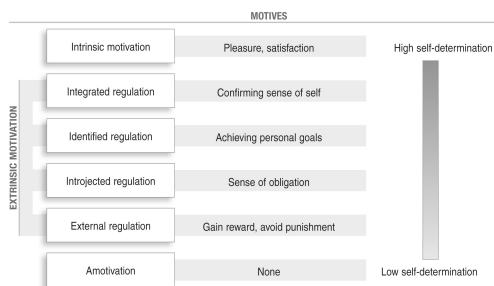 MOTIVES
Intrinsic motivation Pleasure, satisfaction High self-determination
Integrated regulation Confirming sense of self
Identified regulation Achieving personal goals
EXTRINSIC MOTIVATION
Introjected regulation Sense of obligation
External regulation Gain reward, avoid punishment
Amotivation None Low self-determination